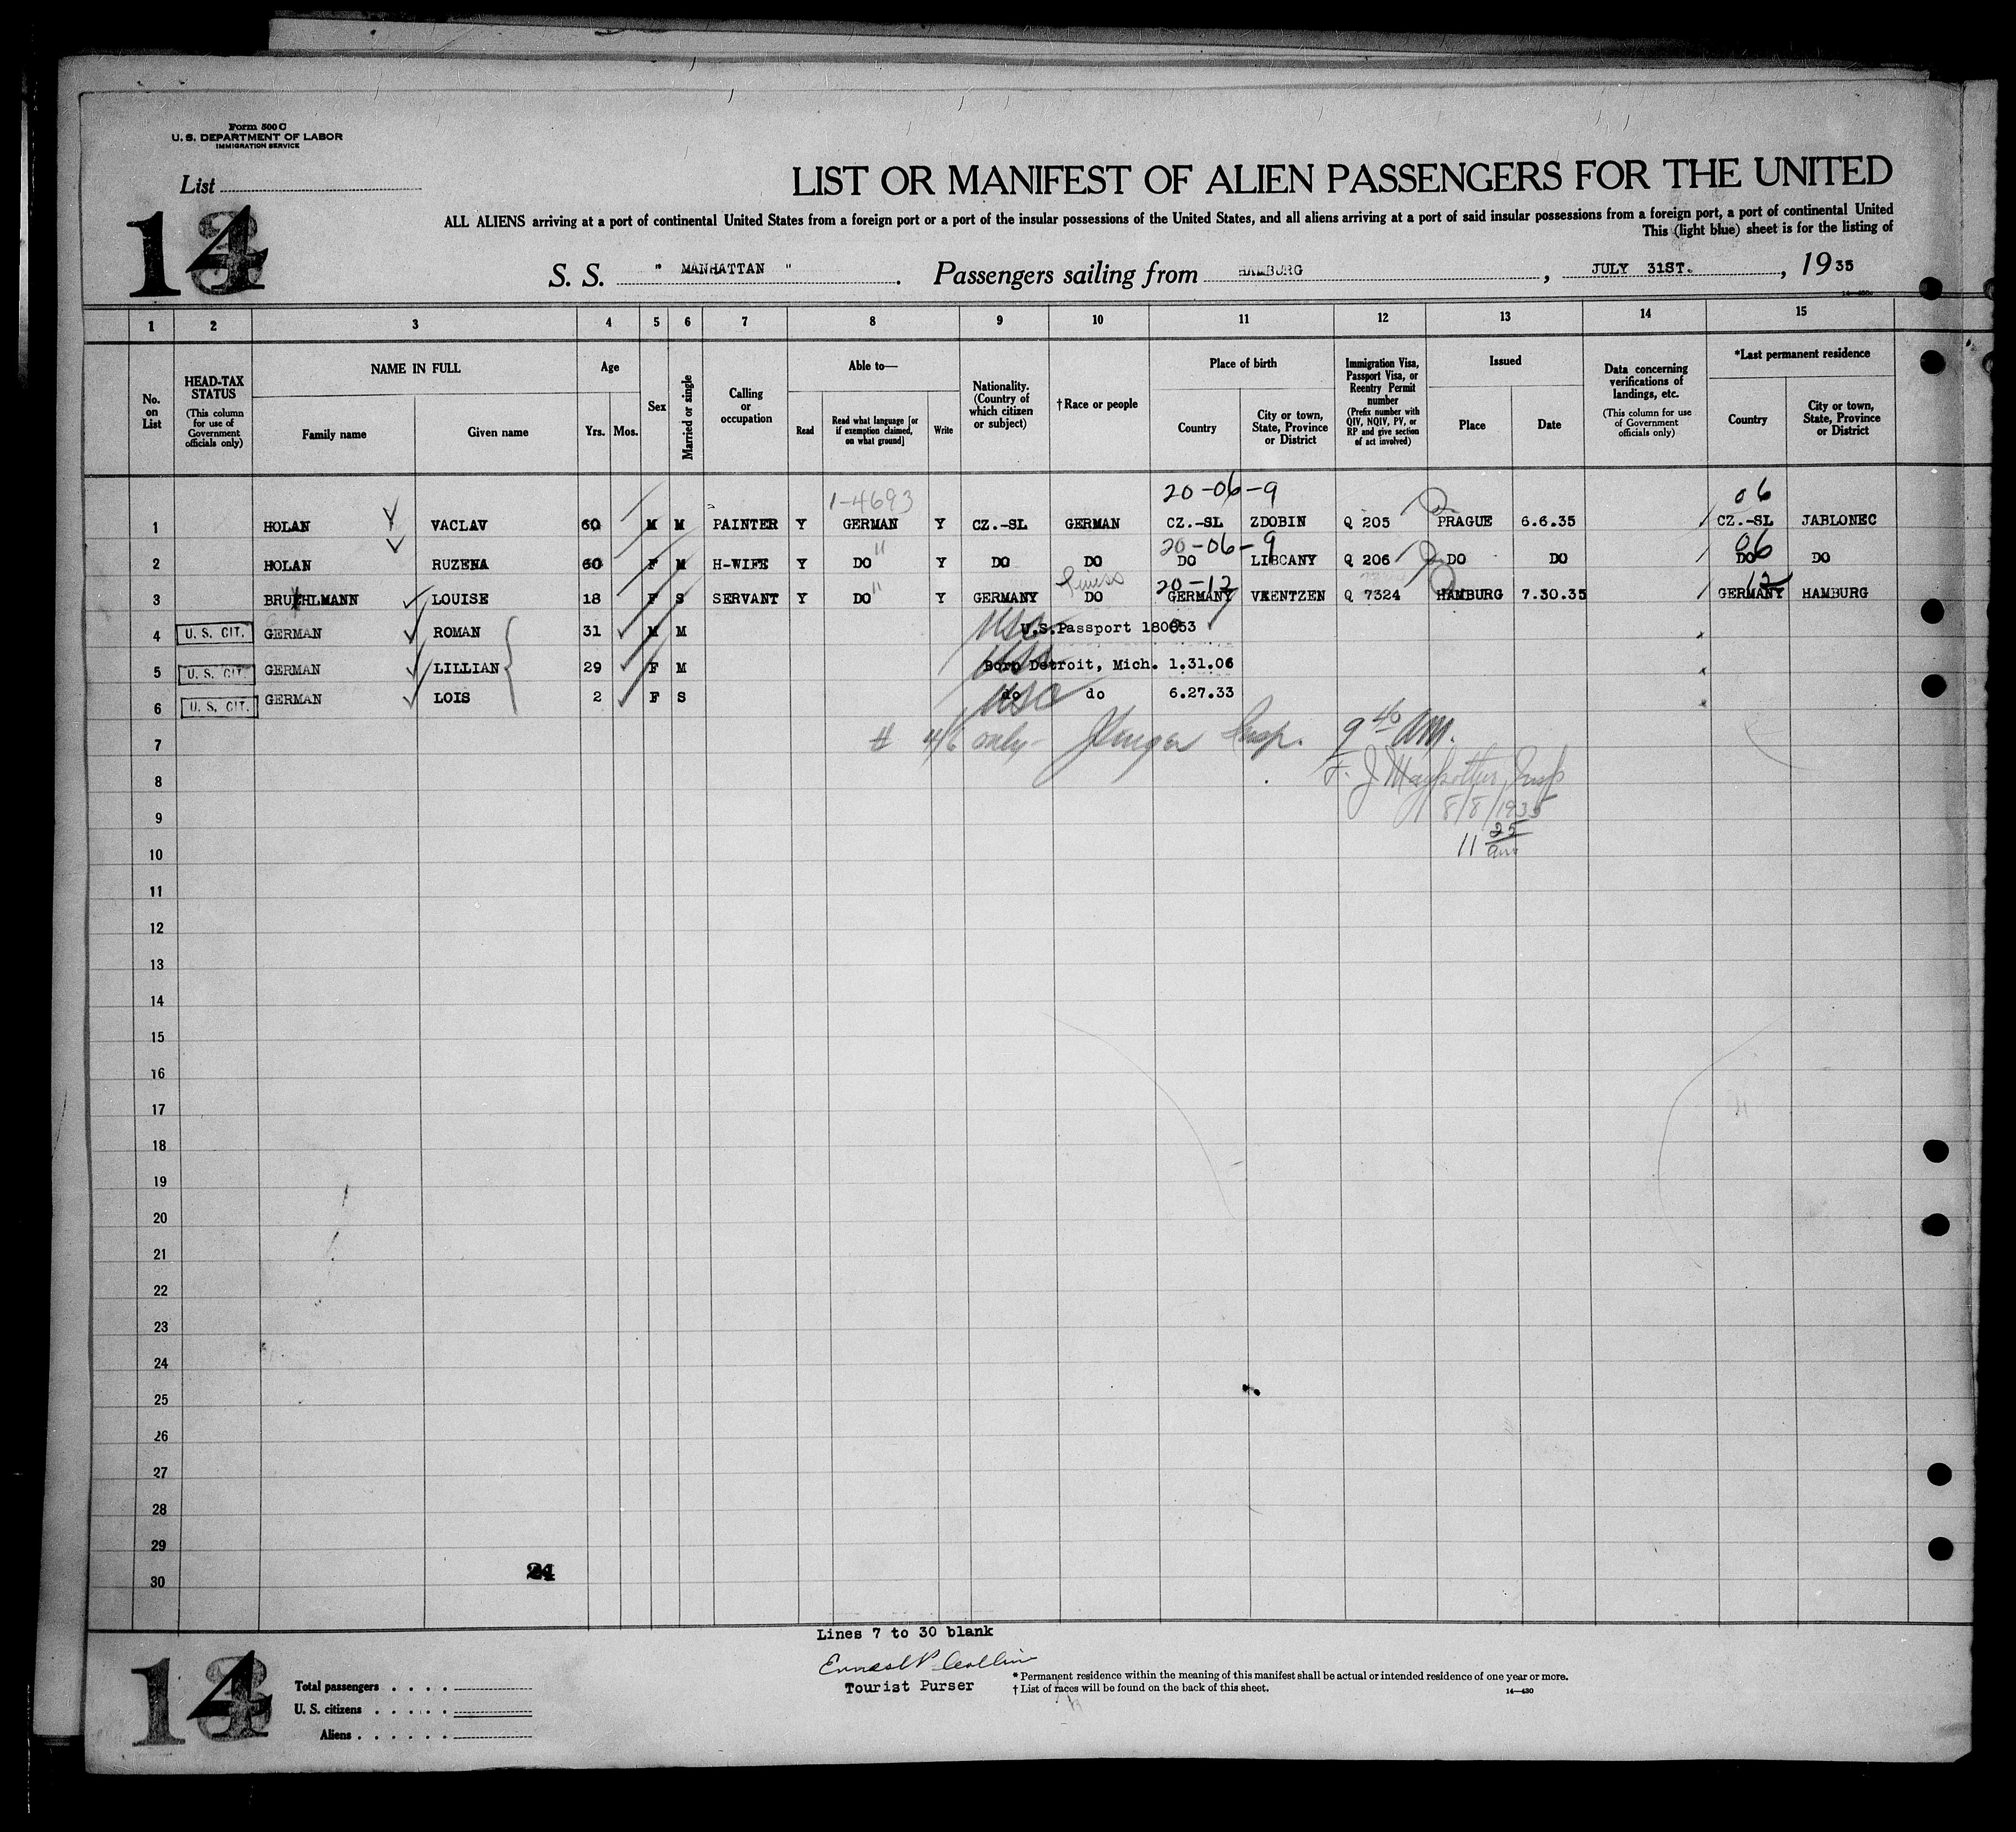 Form 500 C
U. S. DEPARTMENT OF LABOR
IMMIGRATION SERVICE
List
14
LIST OR MANIFEST OF ALIEN PASSENGERS FOR THE UNITED
ALL ALIENS arriving at a port of continental United States from a foreign port or a port of the insular possessions of the United States, and all aliens arriving at a port of said insular possessions from a foreign port, a port of continental United
This (light blue) sheet is for the listing of
S. S. " MANHATTAN " . Passengers sailing from HAMBURG , JULY 31ST. , 1935
1 2 3 4 5 6 7 8 9 10 11 12 13 14 15
No. on List
HEAD-TAX STATUS
(This column for use of Government officials only)
NAME IN FULL
Family name
Given name
Age
Yrs.
Mos.
Sex
Married or single
Calling or occupation
Able to—
Read
Read what language [or if exemption claimed, on what ground]
Write
Nationality. (Country of which citizen or subject)
†Race or people
Place of birth
Country
City or town, State, Province or District
Immigration Visa, Passport Visa, or Reentry Permit number
(Prefix number with QIV, NQIV, PV, or RP and give section of act involved)
Issued
Place
Date
Data concerning verifications of landings, etc.
(This column for use of Government officials only)
*Last permanent residence
Country
City or town, State, Province or District
1-4693 20-06-9 06
1 HOLAN VACLAV 60 M M PAINTER Y GERMAN Y CZ.-SL GERMAN CZ.-SL ZDOBIN Q 205 PRAGUE 6.6.35 CZ.-SL JABLONEC
20-06-9 06
2 HOLAN RUZENA 60 F M H-WIFE Y DO " Y DO DO DO LIBCANY Q 206 DO DO DO DO
20-12 12
3 BRUEHLMANN LOUISE 18 F S SERVANT Y DO " Y GERMANY DO GERMANY Q 7324 HAMBURG 7.30.35 GERMANY HAMBURG
4 U. S. CIT. GERMAN ROMAN 31 M M USC U.S.Passport
5 U. S. CIT. GERMAN LILLIAN 29 F M USC Born Detroit, Mich. 1.31.06
6 U. S. CIT. GERMAN LOIS 2 F S USC do do 6.27.33
7 # 4/6 only- Insp. 9 40 AM.
8 F. J. Insp
9 8/8/1935
10 11 25 am
11
12
13
14
15
16
17
18
19
20
21
22
23
24
25
26
27
28
29
30
Lines 7 to 30 blank
Tourist Purser
14
Total passengers
U. S. citizens
Aliens
* Permanent residence within the meaning of this manifest shall be actual or intended residence of one year or more.
† List of races will be found on the back of this sheet.
14—430